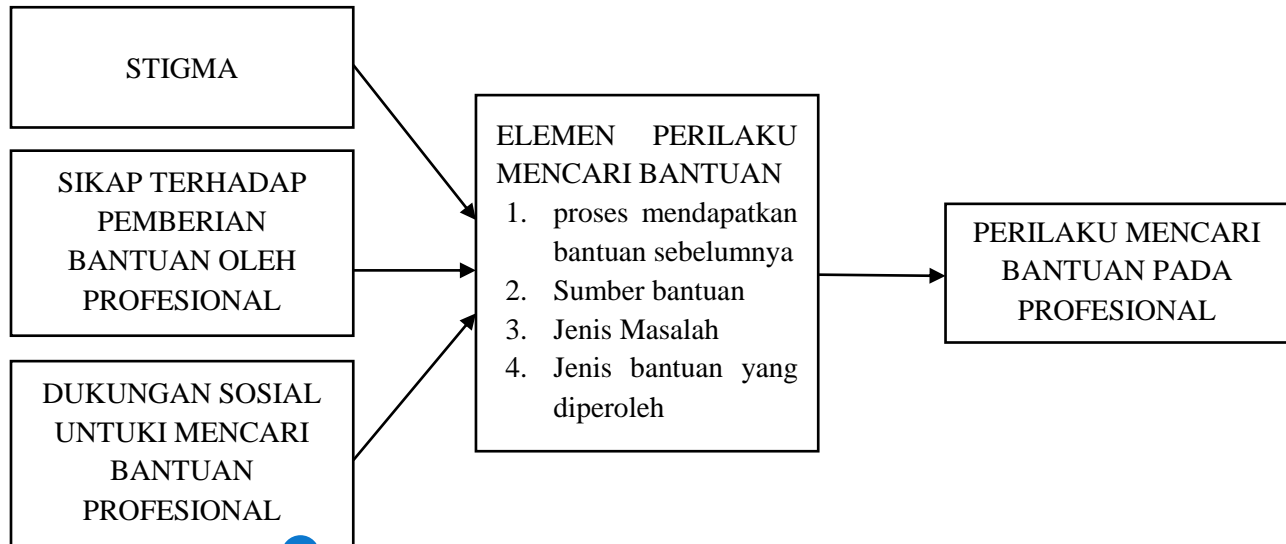 STIGMA
SIKAP TERHADAP
PEMBERIAN
BANTUAN OLEH
PROFESIONAL
DUKUNGAN SOSIAL
UNTUKI MENCARI
BANTUAN
PROFESIONAL
ELEMEN PERILAKU
MENCARI BANTUAN
1. proses mendapatkan
bantuan sebelumnya
2. Sumber bantuan
3. Jenis Masalah
4. Jenis bantuan yang
diperoleh
PERILAKU MENCARI
BANTUAN PADA
PROFESIONAL